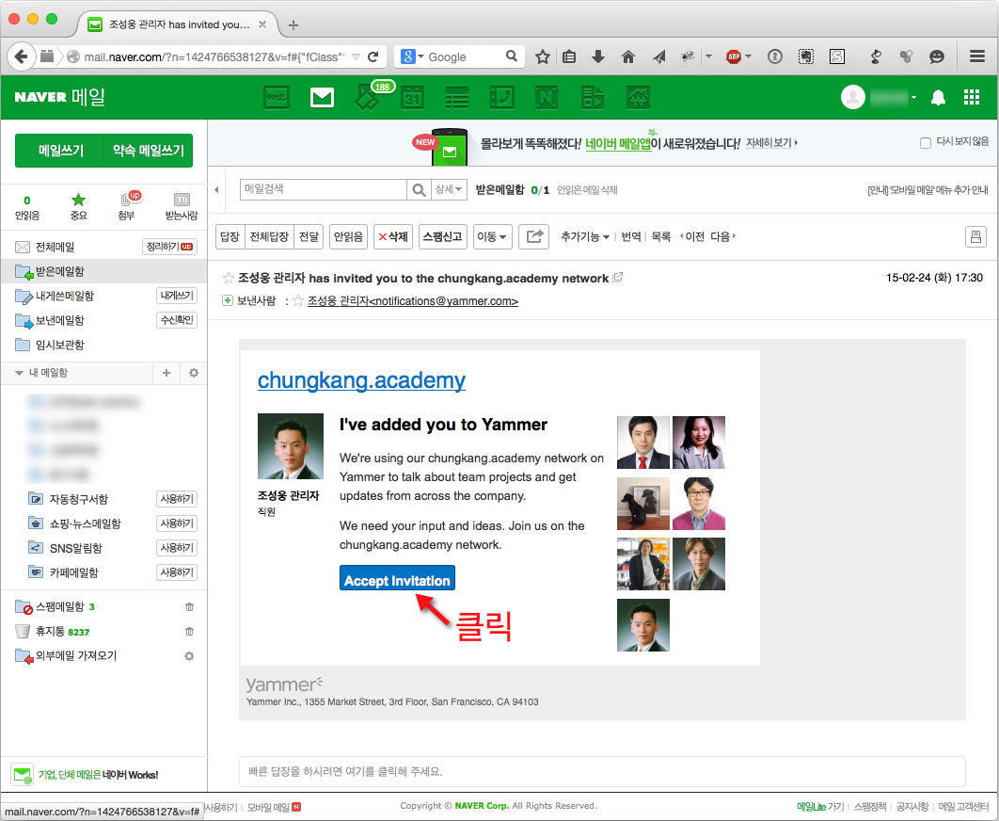 조성웅 관리자 has invited you...
mail.naver.com/?n=1424766538127&v=f#{"fClass"
Google
ABP
NAVER 메일
me
188
31
N
메일쓰기
약속 메일쓰기
NEW
몰라보게 똑똑해졌다! 네이버 메일앱이 새로워졌습니다! 자세히보기
다시 보지 않음
0
안읽음
중요
up
첨부
TO
받는사람
메일검색
상세
받은메일함 0/1
안읽은 메일 삭제
[안내] '모바일 메일' 메뉴 추가 안내
전체메일
정리하기 up
받은메일함
내게쓴메일함
내게쓰기
보낸메일함
수신확인
임시보관함
내 메일함
자동청구서함
사용하기
쇼핑·뉴스메일함
사용하기
SNS알림함
사용하기
카페메일함
사용하기
스팸메일함 3
휴지통 8237
외부메일 가져오기
답장
전체답장
전달
안읽음
×삭제
스팸신고
이동
추가기능
번역
목록
이전
다음
조성웅 관리자 has invited you to the chungkang.academy network
15-02-24 (화) 17:30
보낸사람 : 조성웅 관리자<notifications@yammer.com>
chungkang.academy
조성웅 관리자
직원
I've added you to Yammer
We're using our chungkang.academy network on
Yammer to talk about team projects and get
updates from across the company.
We need your input and ideas. Join us on the
chungkang.academy network.
Accept Invitation
클릭
yammer
Yammer Inc., 1355 Market Street, 3rd Floor, San Francisco, CA 94103
빠른 답장을 하시려면 여기를 클릭해 주세요.
기업, 단체 메일은 네이버 Works!
mail.naver.com/?n=1424766538127&v=f#
사용하기
모바일 메일 N
Copyright © NAVER Corp. All Rights Reserved.
메일Lite 가기
스팸정책
공지사항
메일 고객센터